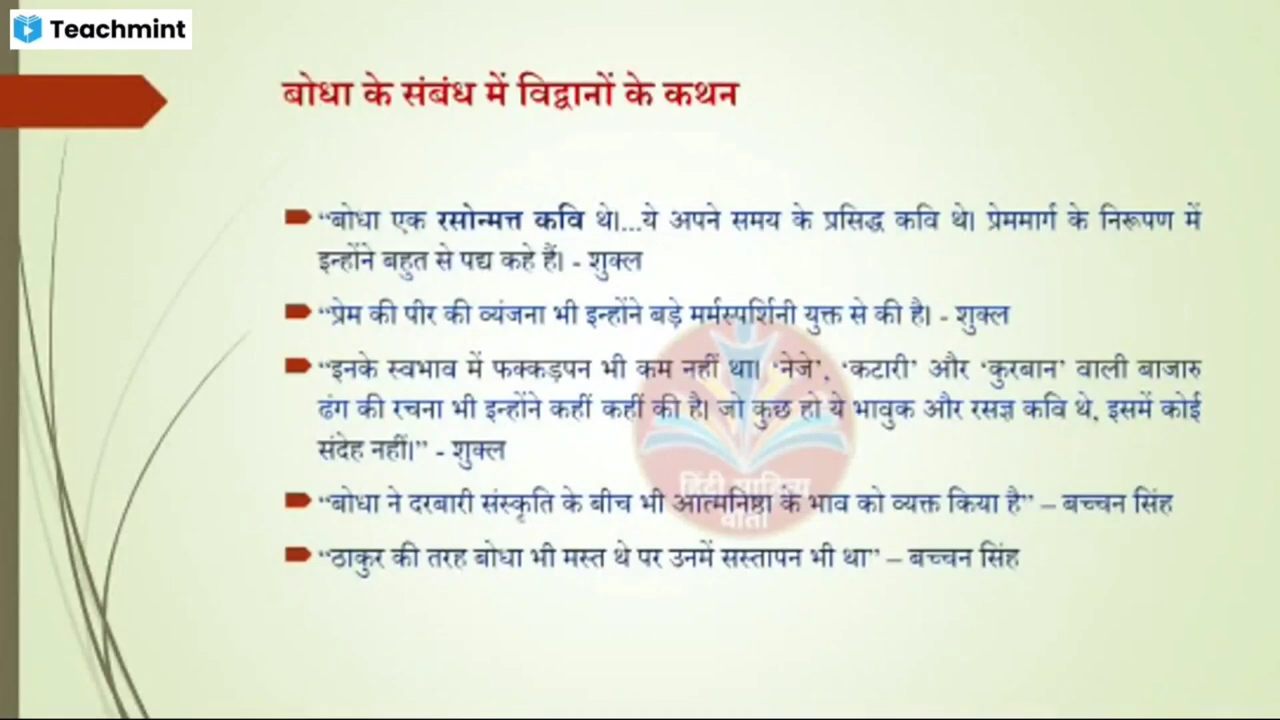 Teachmint
बोधा के संबंध में विद्वानों के कथन
“बोधा एक रसोन्मत्त कवि थे।...ये अपने समय के प्रसिद्ध कवि थे। प्रेममार्ग के निरूपण में
इन्होंने बहुत से पद्य कहे हैं। - शुक्ल
“प्रेम की पीर की व्यंजना भी इन्होंने बड़े मर्मस्पर्शिनी युक्त से की है। - शुक्ल
“इनके स्वभाव में फक्कड़पन भी कम नहीं था। ‘नेजे’, ‘कटारी’ और ‘कुरबान’ वाली बाजारु
ढंग की रचना भी इन्होंने कहीं कहीं की है। जो कुछ हो ये भावुक और रसज्ञ कवि थे, इसमें कोई
संदेह नहीं।” - शुक्ल
हिंदी साहित्य
“बोधा ने दरबारी संस्कृति के बीच भी आत्मनिष्ठा के भाव को व्यक्त किया है” – बच्चन सिंह
वार्ता
“ठाकुर की तरह बोधा भी मस्त थे पर उनमें सस्तापन भी था” – बच्चन सिंह